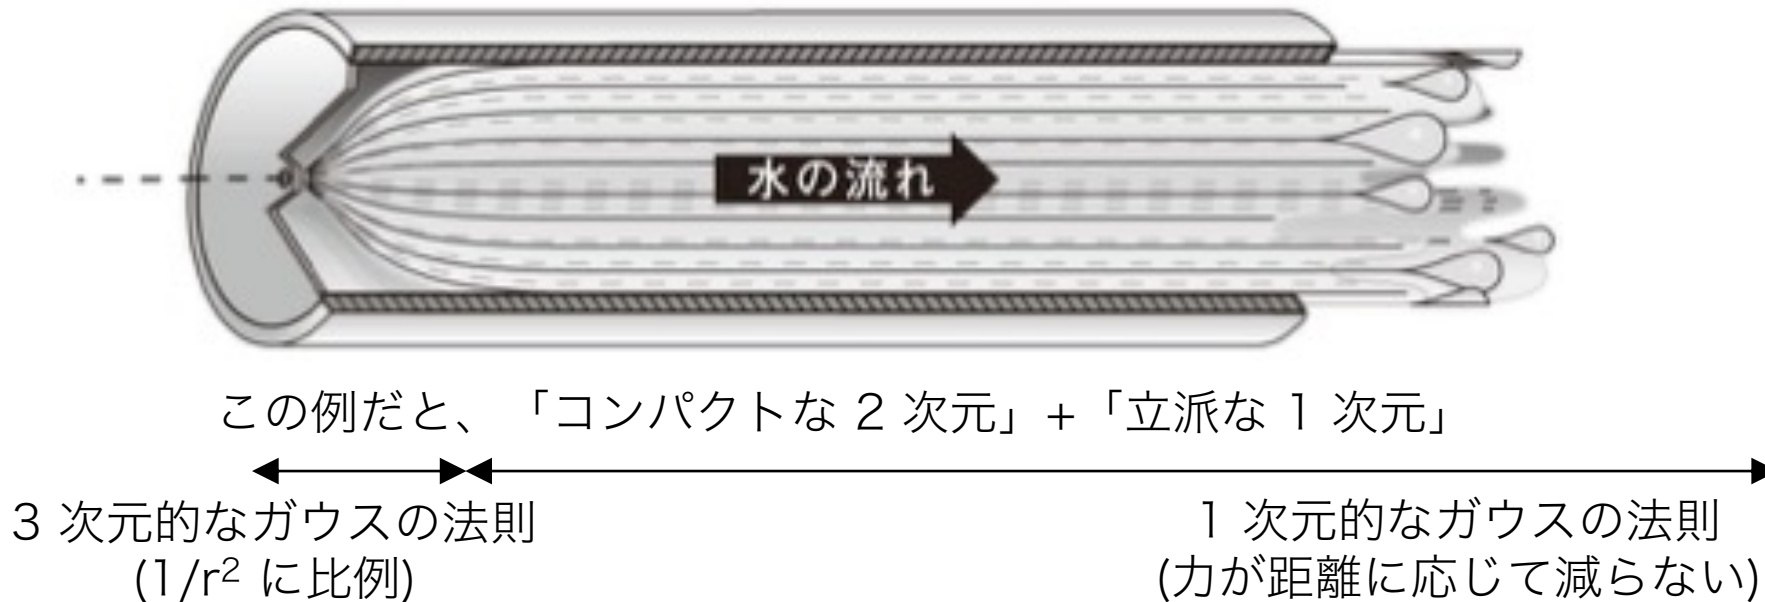 水の流れ
この例だと、「コンパクトな 2 次元」+「立派な 1 次元」
3 次元的なガウスの法則
(1/r² に比例)
1 次元的なガウスの法則
(力が距離に応じて減らない)